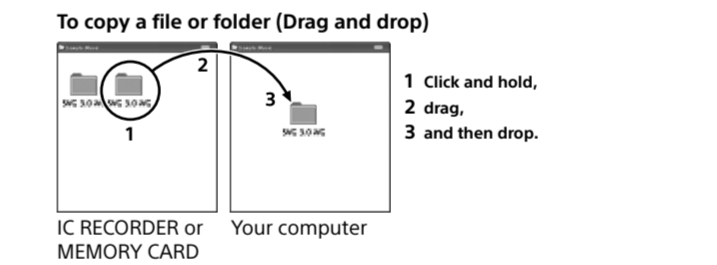 To copy a file or folder (Drag and drop)
2
1 Click and hold,
3
2 drag,
1
3 and then drop.
IC RECORDER or
MEMORY CARD
Your computer